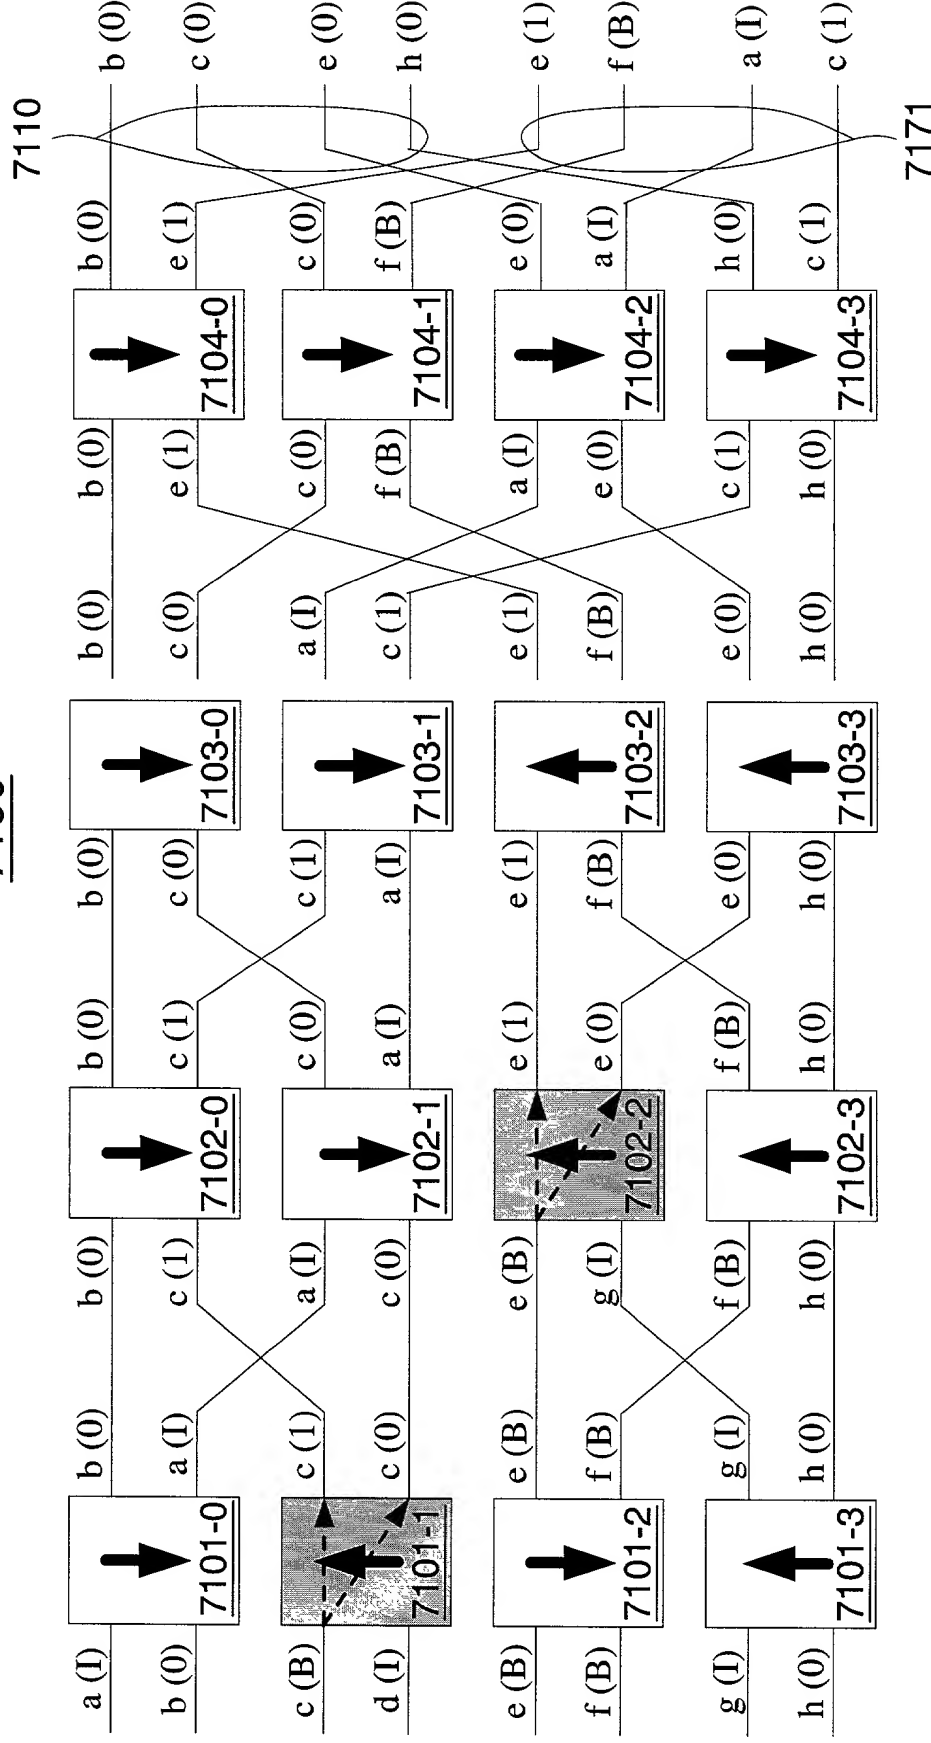 a (I)
b (0)
c (B)
d (I)
e (B)
f (B)
g (I)
h (0)
7101-0
7101-1
7101-2
7101-3
b (0)
a (I)
c (1)
c (0)
e (B)
f (B)
g (I)
h (0)
b (0)
c (1)
a (I)
c (0)
e (B)
g (I)
f (B)
h (0)
7102-0
7102-1
7102-2
7102-3
b (0)
c (1)
c (0)
a (I)
e (1)
e (0)
f (B)
h (0)
b (0)
c (0)
c (1)
a (I)
e (1)
f (B)
e (0)
h (0)
7103-0
7103-1
7103-2
7103-3
b (0)
c (0)
a (I)
c (1)
e (1)
f (B)
e (0)
h (0)
b (0)
e (1)
c (0)
f (B)
a (I)
e (0)
c (1)
h (0)
7104-0
7104-1
7104-2
7104-3
b (0)
e (1)
c (0)
f (B)
e (0)
a (I)
h (0)
c (1)
7110
7171
b (0)
c (0)
e (0)
h (0)
e (1)
f (B)
a (I)
c (1)